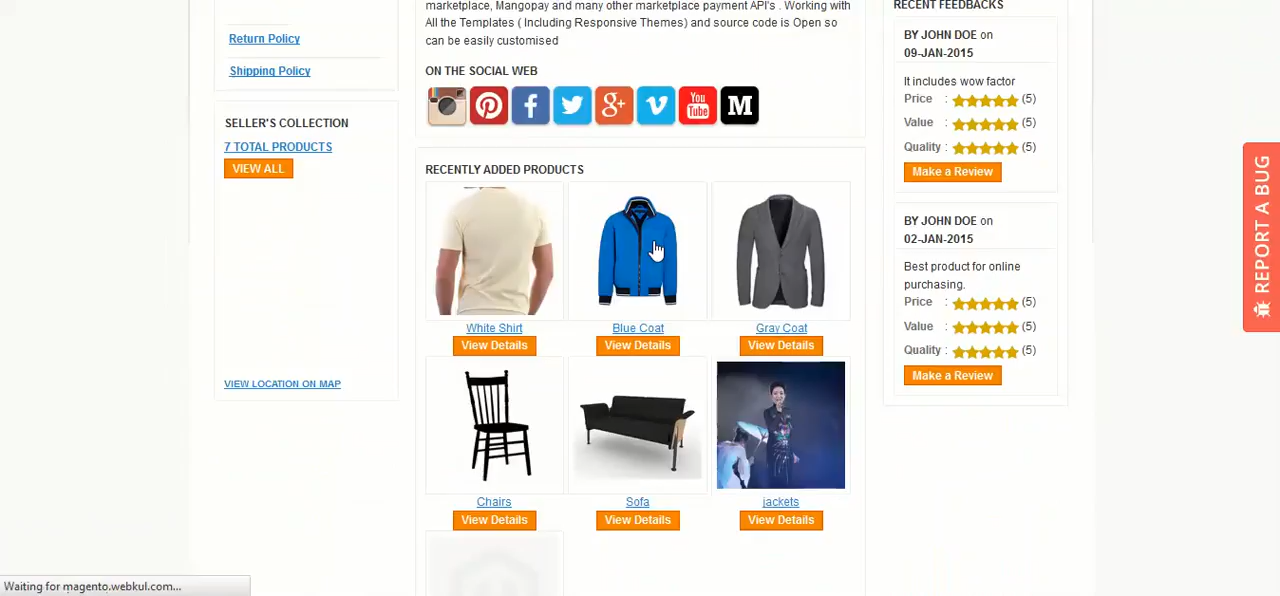 marketplace, Mangopay and many other marketplace payment API's . Working with
All the Templates ( Including Responsive Themes) and source code is Open so
can be easily customised
ON THE SOCIAL WEB
You
Tube
M
Return Policy
Shipping Policy
SELLER'S COLLECTION
7 TOTAL PRODUCTS
VIEW ALL
VIEW LOCATION ON MAP
RECENTLY ADDED PRODUCTS
White Shirt
View Details
Blue Coat
View Details
Gray Coat
View Details
Chairs
View Details
Sofa
View Details
jackets
View Details
RECENT FEEDBACKS
BY JOHN DOE on
09-JAN-2015
It includes wow factor
Price : (5)
Value : (5)
Quality : (5)
Make a Review
BY JOHN DOE on
02-JAN-2015
Best product for online
purchasing.
Price : (5)
Value : (5)
Quality : (5)
Make a Review
REPORT A BUG
Waiting for magento.webkul.com...